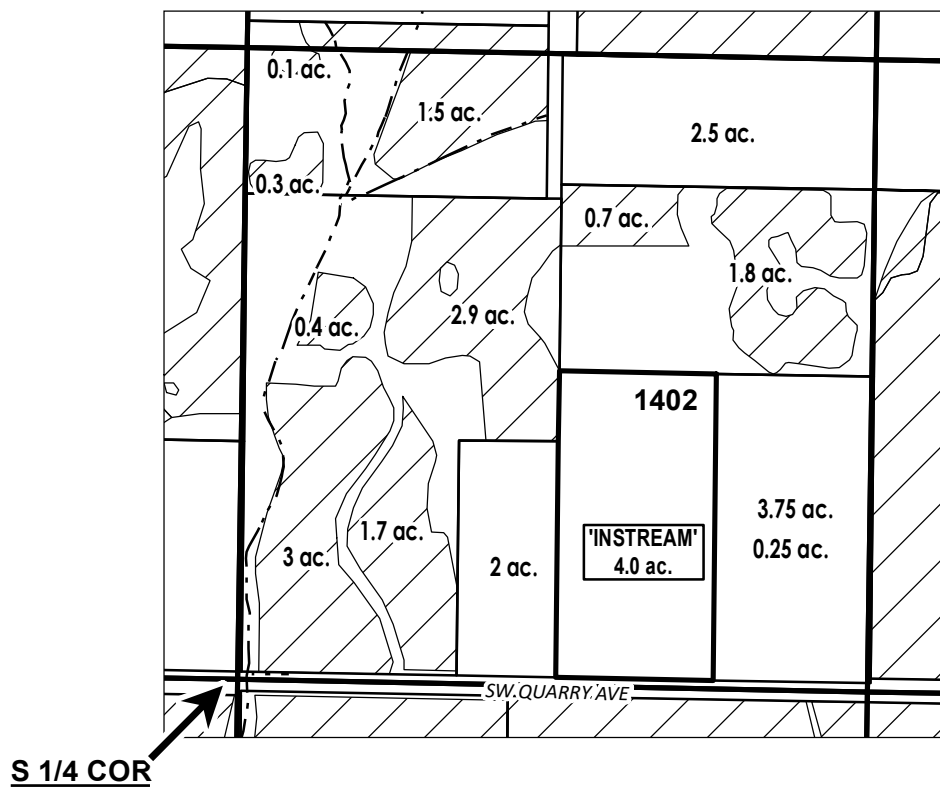 0.1 ac.
1.5 ac.
2.5 ac.
0.3 ac.
0.7 ac.
1.8 ac.
2.9 ac.
0.4 ac.
1402
3.75 ac.
0.25 ac.
'INSTREAM'
4.0 ac.
1.7 ac.
3 ac.
2 ac.
SW QUARRY AVE
S 1/4 COR